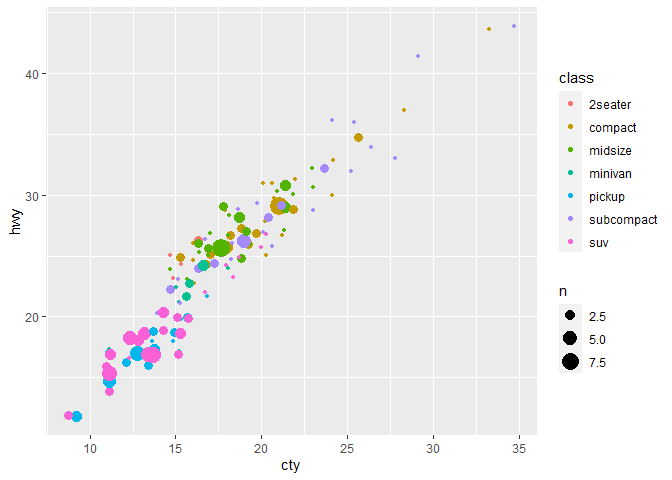 40
30
20
hwy
10
15
20
25
30
35
cty
class
2seater
compact
midsize
minivan
pickup
subcompact
suv
n
2.5
5.0
7.5